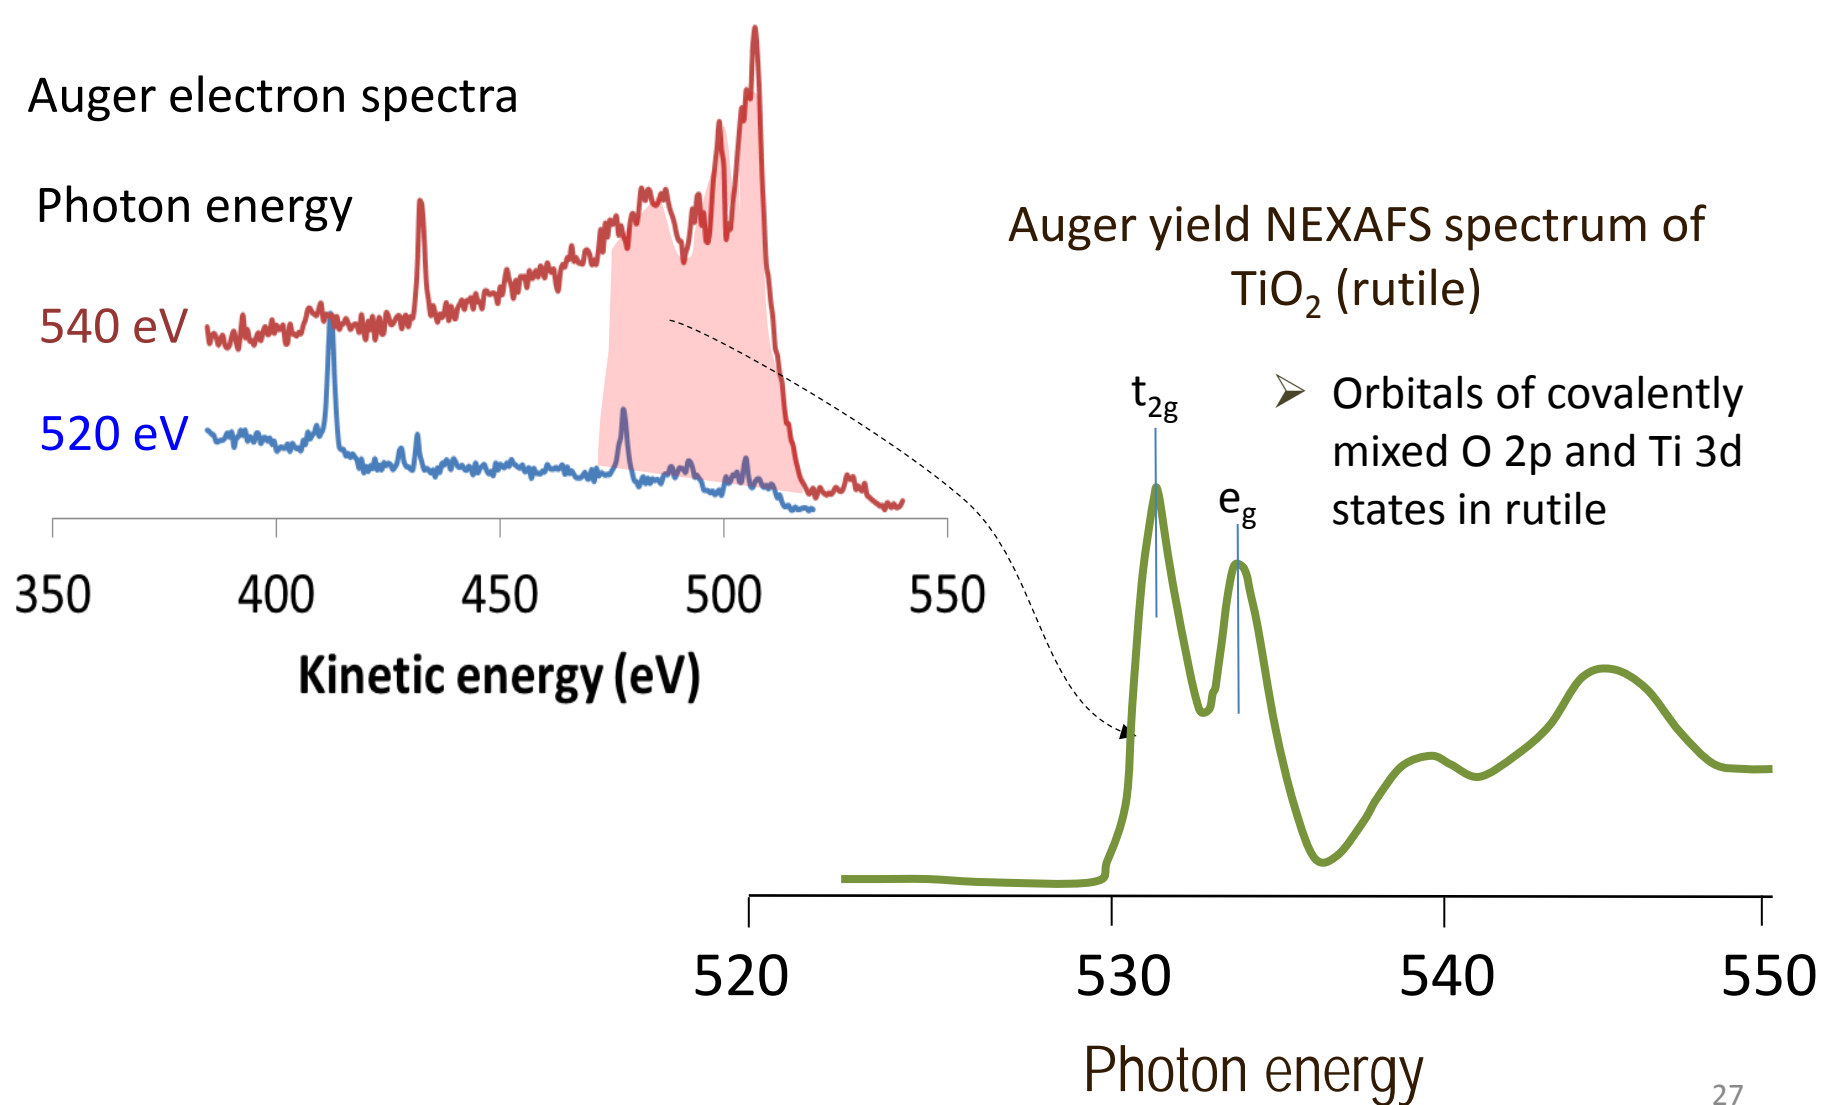 Auger electron spectra
Photon energy
540 eV
520 eV
350 400 450 500 550
Kinetic energy (eV)
Auger yield NEXAFS spectrum of
TiO₂ (rutile)
t₂g
eg
➢ Orbitals of covalently
mixed O 2p and Ti 3d
states in rutile
520 530 540 550
Photon energy
27